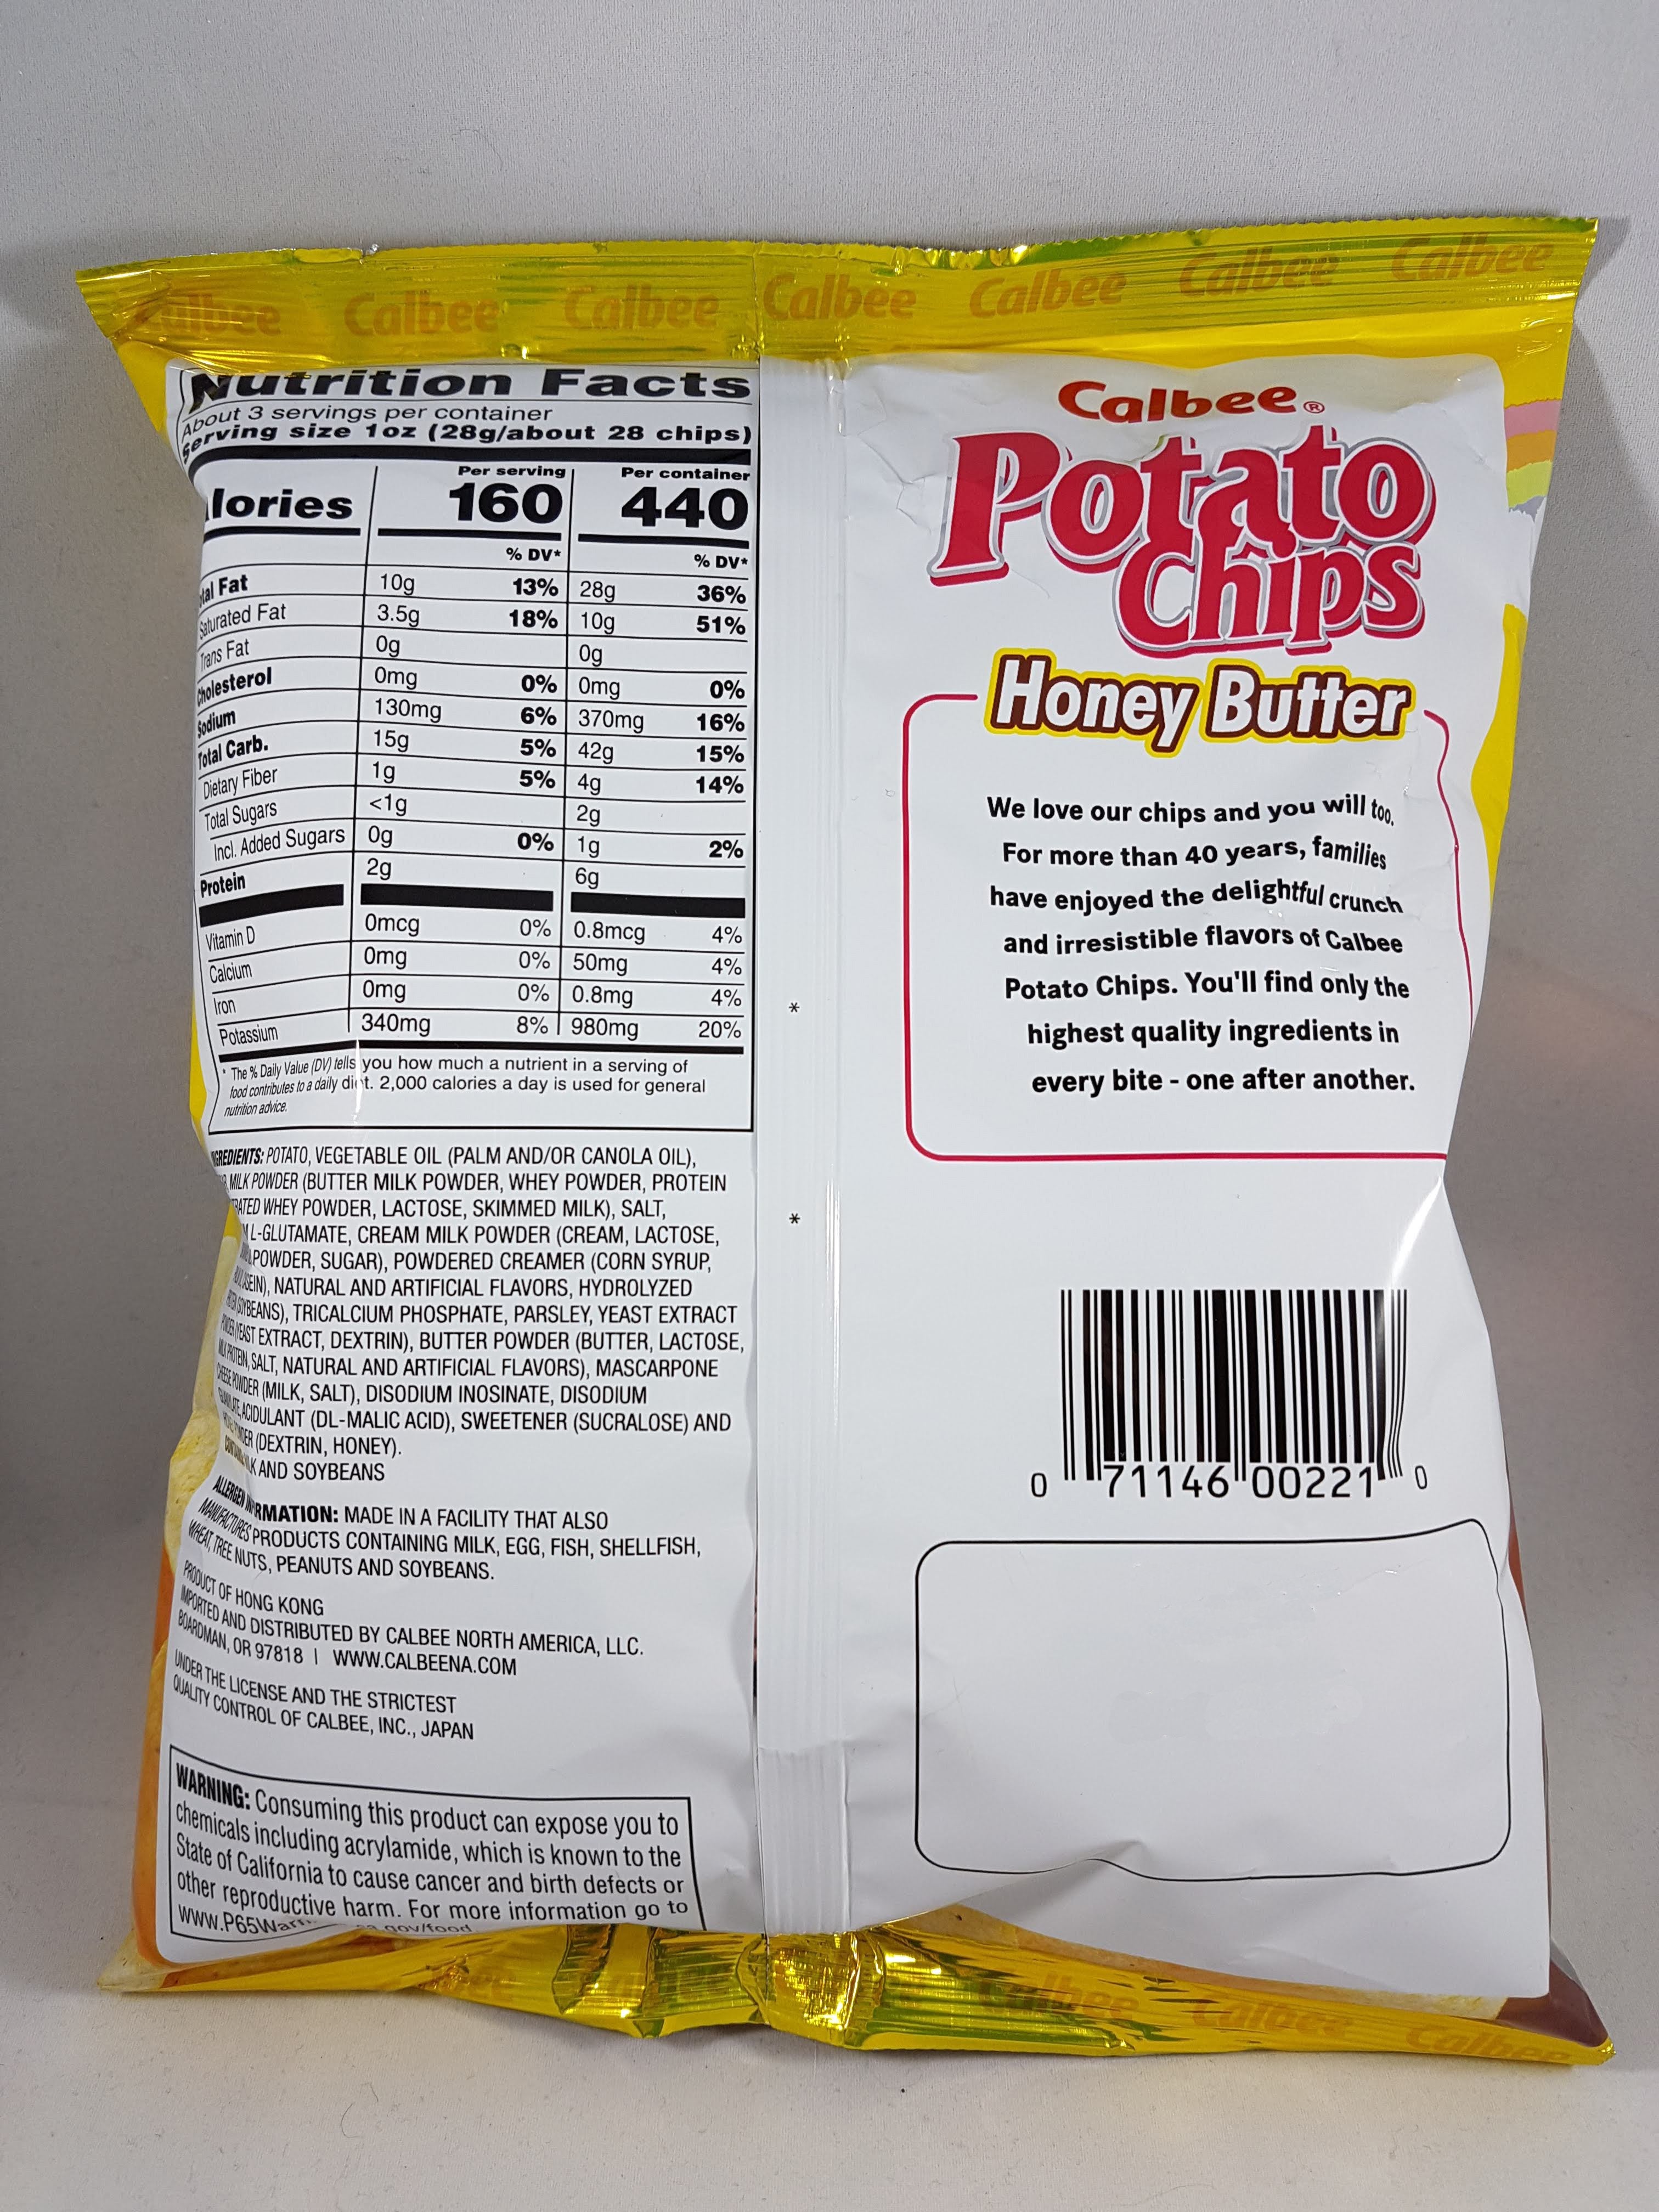 Calbee Calbee Calbee Calbee Calbee Calbee
Nutrition Facts
About 3 servings per container
Serving size 1oz (28g/about 28 chips)
Per serving Per container
lories 160 440
% DV* % DV*
tal Fat 10g 13% 28g 36%
Saturated Fat 3.5g 18% 10g 51%
Trans Fat 0g 0g
Cholesterol 0mg 0% 0mg 0%
Sodium 130mg 6% 370mg 16%
Total Carb. 15g 5% 42g 15%
Dietary Fiber 1g 5% 4g 14%
Total Sugars <1g 2g
Incl. Added Sugars 0g 0% 1g 2%
Protein 2g 6g
Vitamin D 0mcg 0% 0.8mcg 4%
Calcium 0mg 0% 50mg 4%
Iron 0mg 0% 0.8mg 4%
Potassium 340mg 8% 980mg 20%
* The % Daily Value (DV) tells you how much a nutrient in a serving of
food contributes to a daily diet. 2,000 calories a day is used for general
nutrition advice.
INGREDIENTS: POTATO, VEGETABLE OIL (PALM AND/OR CANOLA OIL),
MILK POWDER (BUTTER MILK POWDER, WHEY POWDER, PROTEIN
WHEY POWDER, LACTOSE, SKIMMED MILK), SALT,
L-GLUTAMATE, CREAM MILK POWDER (CREAM, LACTOSE,
POWDER, SUGAR), POWDERED CREAMER (CORN SYRUP,
NATURAL AND ARTIFICIAL FLAVORS, HYDROLYZED
TRICALCIUM PHOSPHATE, PARSLEY, YEAST EXTRACT
POWDER (YEAST EXTRACT, DEXTRIN), BUTTER POWDER (BUTTER, LACTOSE,
MILK PROTEIN, SALT, NATURAL AND ARTIFICIAL FLAVORS), MASCARPONE
CHEESE POWDER (MILK, SALT), DISODIUM INOSINATE, DISODIUM
ACIDULANT (DL-MALIC ACID), SWEETENER (SUCRALOSE) AND
(DEXTRIN, HONEY).
AND SOYBEANS
ALLERGEN INFORMATION: MADE IN A FACILITY THAT ALSO
MANUFACTURES PRODUCTS CONTAINING MILK, EGG, FISH, SHELLFISH,
WHEAT, TREE NUTS, PEANUTS AND SOYBEANS.
PRODUCT OF HONG KONG
IMPORTED AND DISTRIBUTED BY CALBEE NORTH AMERICA, LLC.
BOARDMAN, OR 97818 | WWW.CALBEENA.COM
UNDER THE LICENSE AND THE STRICTEST
QUALITY CONTROL OF CALBEE, INC., JAPAN
WARNING: Consuming this product can expose you to
chemicals including acrylamide, which is known to the
State of California to cause cancer and birth defects or
other reproductive harm. For more information go to
www.P65Warn
Calbee®
Potato
Chips
Honey Butter
We love our chips and you will too.
For more than 40 years, families
have enjoyed the delightful crunch
and irresistible flavors of Calbee
Potato Chips. You'll find only the
highest quality ingredients in
every bite - one after another.
*
*
0 71146 00221 0
Calbee Calbee Calbee